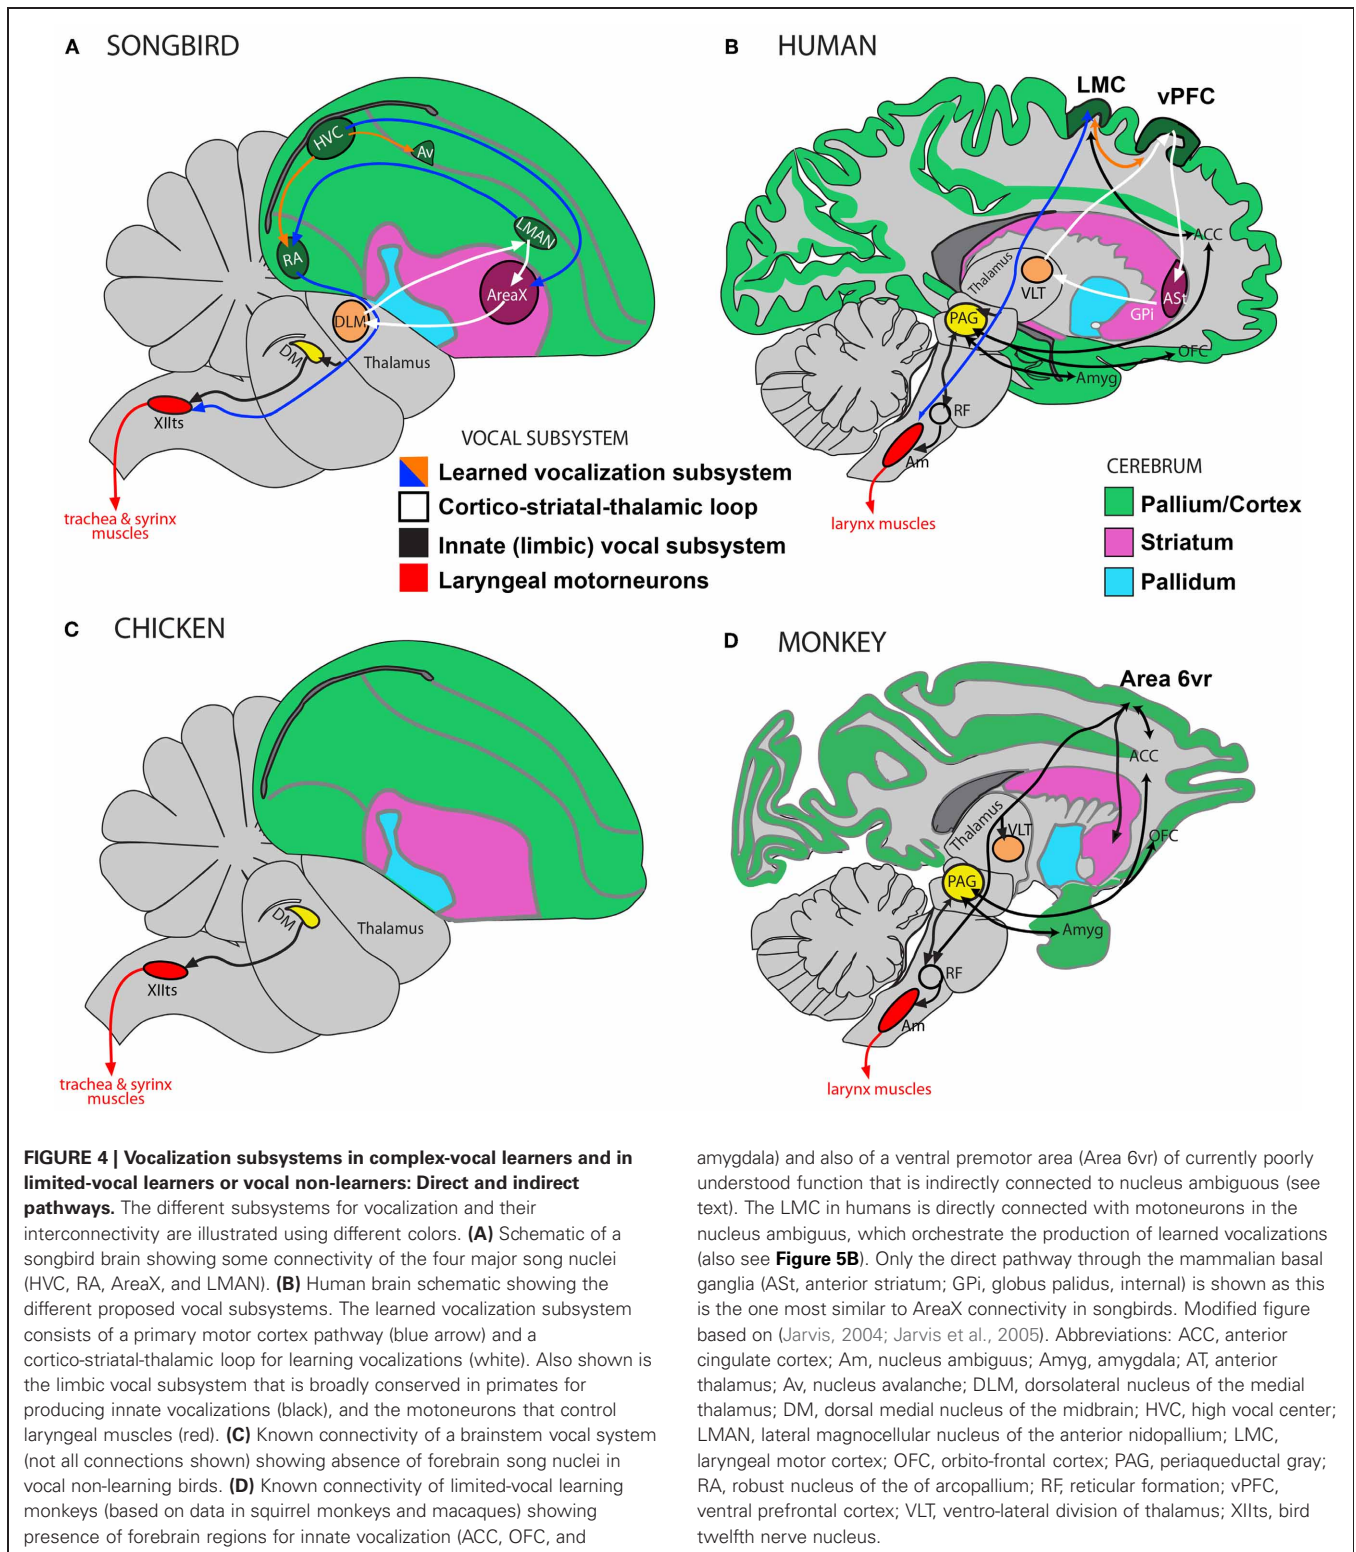 A SONGBIRD
HVC
Av
LMAN
RA
AreaX
DLM
DM
Thalamus
XIIts
trachea & syrinx
muscles
B HUMAN
LMC
vPFC
ACC
Thalamus
VLT
ASt
GPi
PAG
OFC
Amyg
RF
Am
larynx muscles
VOCAL SUBSYSTEM
Learned vocalization subsystem
Cortico-striatal-thalamic loop
Innate (limbic) vocal subsystem
Laryngeal motorneurons
CEREBRUM
Pallium/Cortex
Striatum
Pallidum
C CHICKEN
DM
Thalamus
XIIts
trachea & syrinx
muscles
D MONKEY
Area 6vr
ACC
Thalamus
VLT
OFC
PAG
Amyg
RF
Am
larynx muscles
FIGURE 4 | Vocalization subsystems in complex-vocal learners and in
limited-vocal learners or vocal non-learners: Direct and indirect
pathways. The different subsystems for vocalization and their
interconnectivity are illustrated using different colors. (A) Schematic of a
songbird brain showing some connectivity of the four major song nuclei
(HVC, RA, AreaX, and LMAN). (B) Human brain schematic showing the
different proposed vocal subsystems. The learned vocalization subsystem
consists of a primary motor cortex pathway (blue arrow) and a
cortico-striatal-thalamic loop for learning vocalizations (white). Also shown is
the limbic vocal subsystem that is broadly conserved in primates for
producing innate vocalizations (black), and the motoneurons that control
laryngeal muscles (red). (C) Known connectivity of a brainstem vocal system
(not all connections shown) showing absence of forebrain song nuclei in
vocal non-learning birds. (D) Known connectivity of limited-vocal learning
monkeys (based on data in squirrel monkeys and macaques) showing
presence of forebrain regions for innate vocalization (ACC, OFC, and
amygdala) and also of a ventral premotor area (Area 6vr) of currently poorly
understood function that is indirectly connected to nucleus ambiguous (see
text). The LMC in humans is directly connected with motoneurons in the
nucleus ambiguus, which orchestrate the production of learned vocalizations
(also see Figure 5B). Only the direct pathway through the mammalian basal
ganglia (ASt, anterior striatum; GPi, globus palidus, internal) is shown as this
is the one most similar to AreaX connectivity in songbirds. Modified figure
based on (Jarvis, 2004; Jarvis et al., 2005). Abbreviations: ACC, anterior
cingulate cortex; Am, nucleus ambiguus; Amyg, amygdala; AT, anterior
thalamus; Av, nucleus avalanche; DLM, dorsolateral nucleus of the medial
thalamus; DM, dorsal medial nucleus of the midbrain; HVC, high vocal center;
LMAN, lateral magnocellular nucleus of the anterior nidopallium; LMC,
laryngeal motor cortex; OFC, orbito-frontal cortex; PAG, periaqueductal gray;
RA, robust nucleus of the of arcopallium; RF, reticular formation; vPFC,
ventral prefrontal cortex; VLT, ventro-lateral division of thalamus; XIIts, bird
twelfth nerve nucleus.